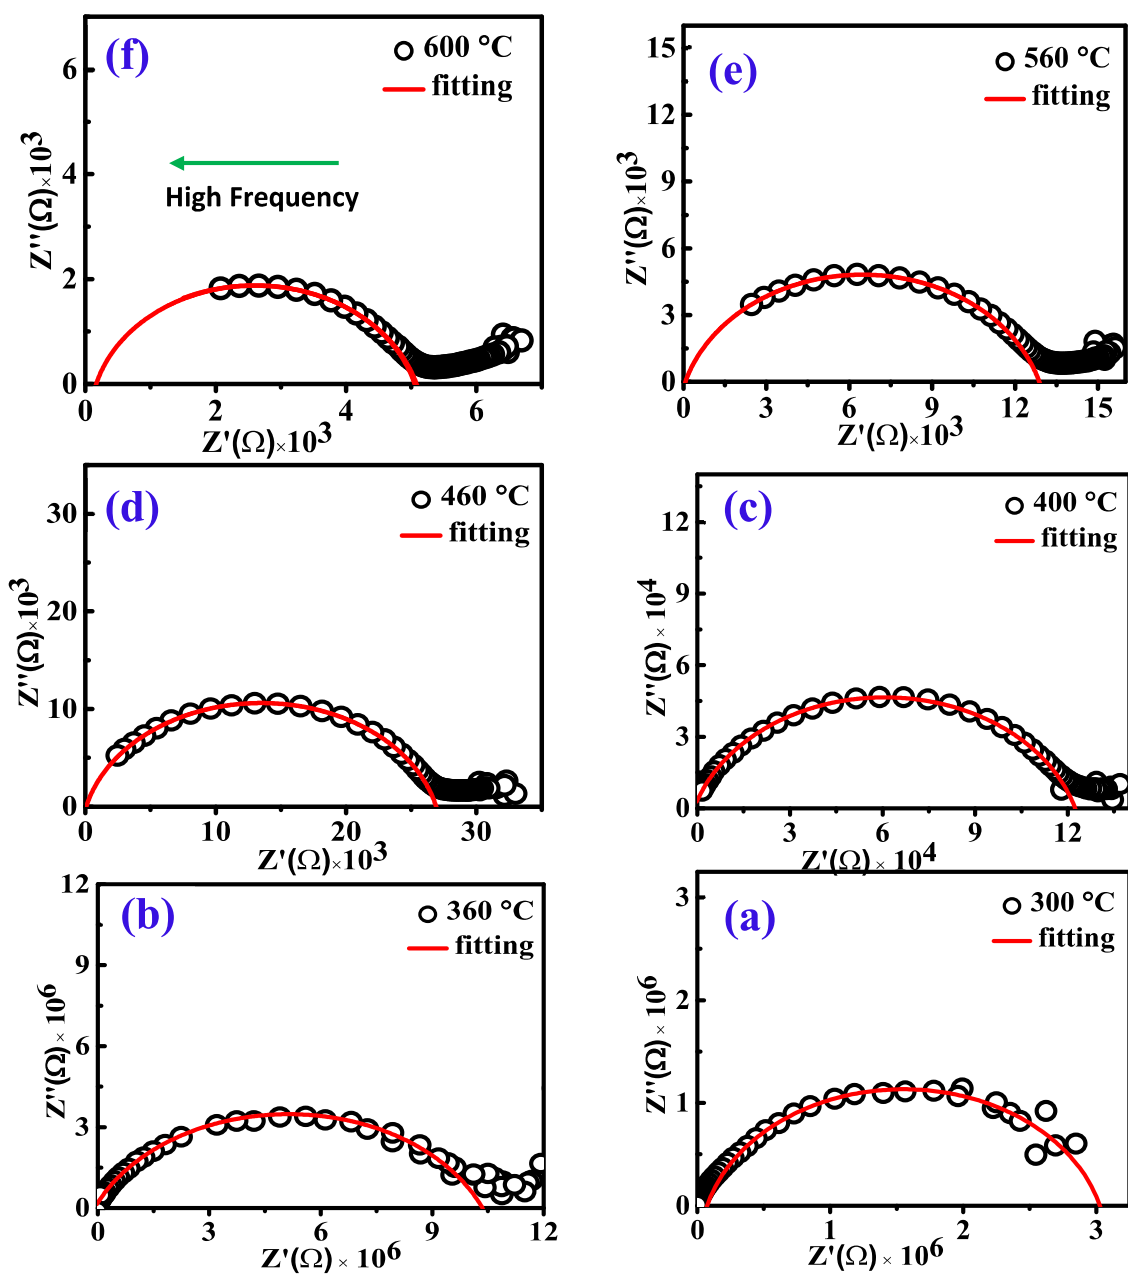 (f)
600 °C
fitting
High Frequency
Z''(Ω)×10³
6
4
2
0
0 2 4 6
Z'(Ω)×10³
(e)
560 °C
fitting
Z''(Ω)×10³
15
12
9
6
3
0
0 3 6 9 12 15
Z'(Ω)×10³
(d)
460 °C
fitting
Z''(Ω)×10³
30
20
10
0
0 10 20 30
Z'(Ω)×10³
(c)
400 °C
fitting
Z''(Ω) × 10⁴
12
9
6
3
0
0 3 6 9 12
Z'(Ω) × 10⁴
(b)
360 °C
fitting
Z''(Ω) × 10⁶
12
9
6
3
0
0 3 6 9 12
Z'(Ω) × 10⁶
(a)
300 °C
fitting
Z''(Ω) × 10⁶
3
2
1
0
0 1 2 3
Z'(Ω) × 10⁶